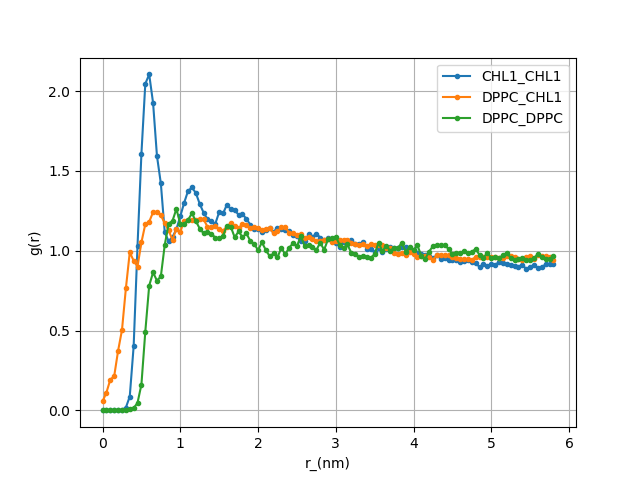 CHL1_CHL1
DPPC_CHL1
DPPC_DPPC
2.0
1.5
1.0
0.5
0.0
g(r)
0 1 2 3 4 5 6
r_(nm)